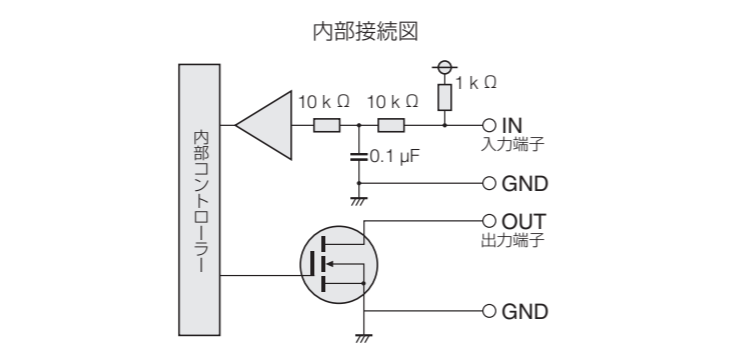 内部接続図
1 k Ω
10 k Ω
10 k Ω
IN
入力端子
0.1 μF
GND
内部コントローラー
OUT
出力端子
GND